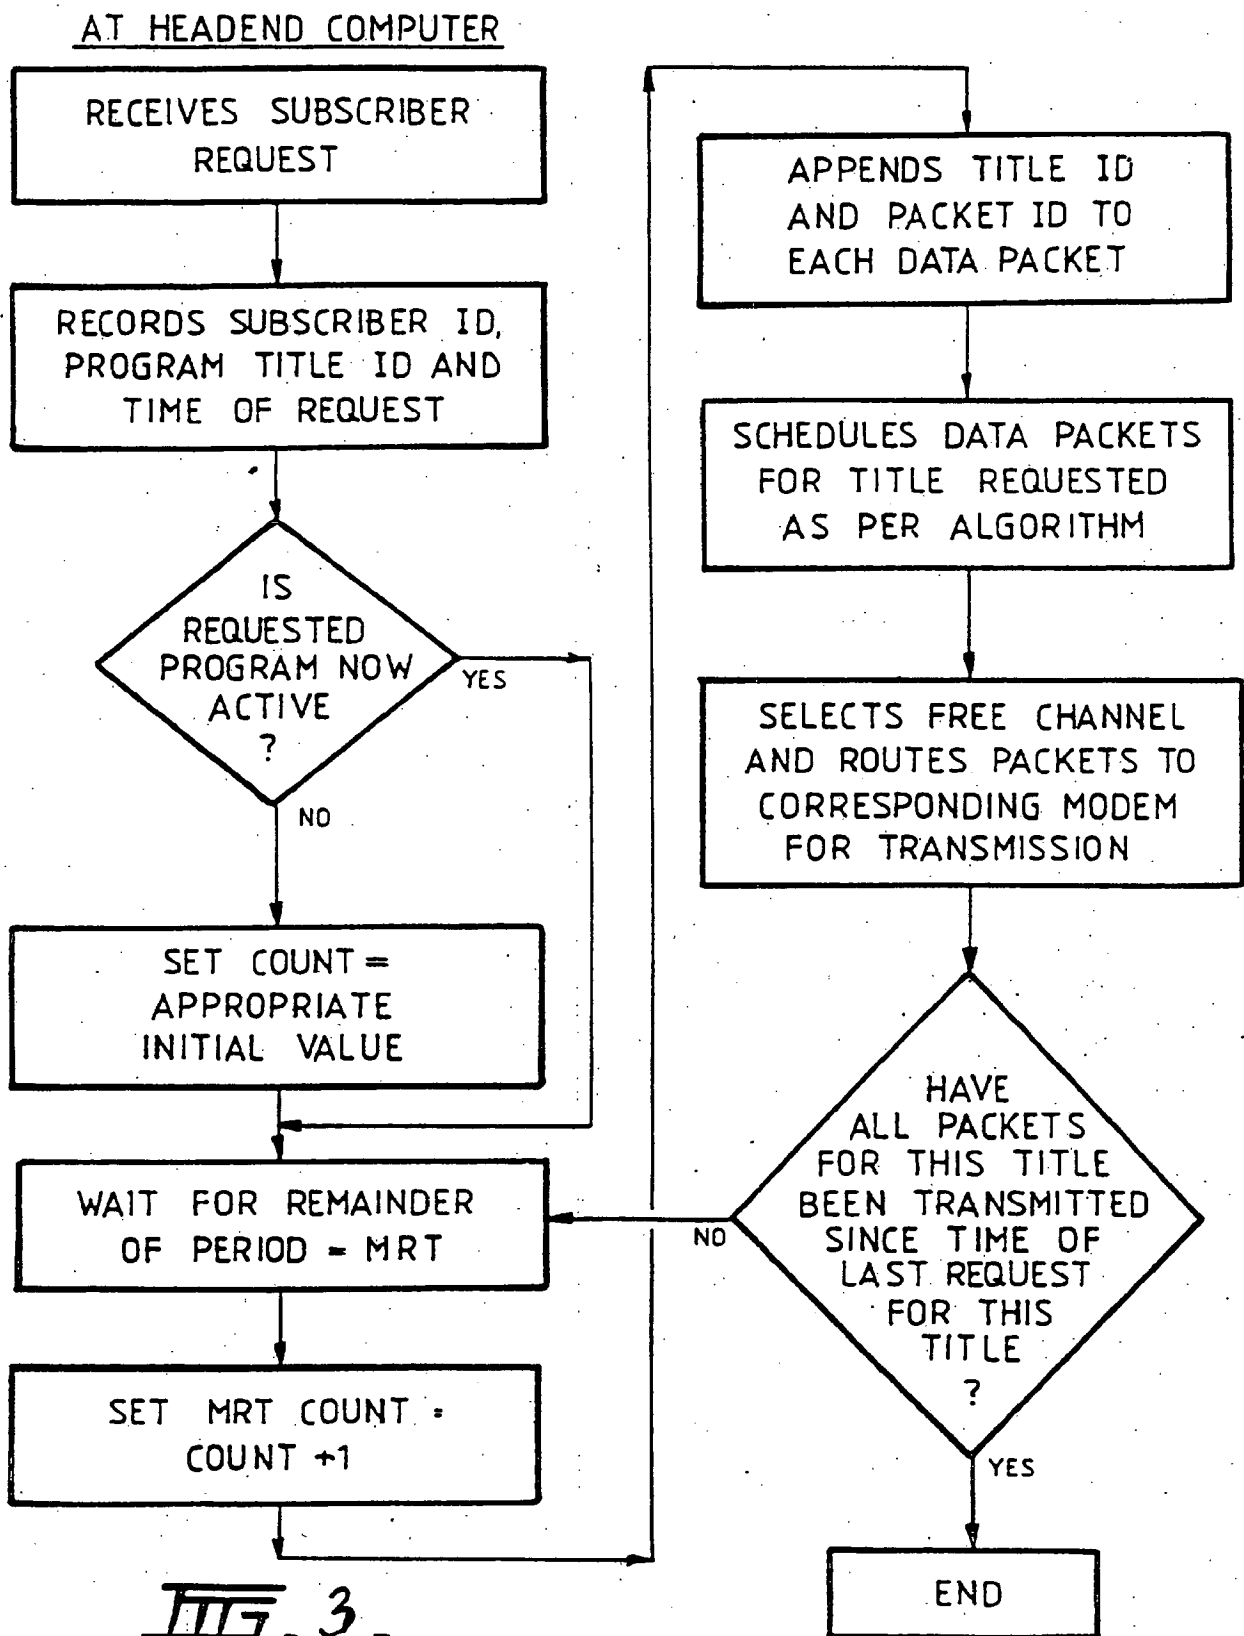 AT HEADEND COMPUTER
RECEIVES SUBSCRIBER
REQUEST
RECORDS SUBSCRIBER ID,
PROGRAM TITLE ID AND
TIME OF REQUEST
IS
REQUESTED
PROGRAM NOW
ACTIVE
?
YES
NO
SET COUNT =
APPROPRIATE
INITIAL VALUE
WAIT FOR REMAINDER
OF PERIOD = MRT
SET MRT COUNT =
COUNT +1
APPENDS TITLE ID
AND PACKET ID TO
EACH DATA PACKET
SCHEDULES DATA PACKETS
FOR TITLE REQUESTED
AS PER ALGORITHM
SELECTS FREE CHANNEL
AND ROUTES PACKETS TO
CORRESPONDING MODEM
FOR TRANSMISSION
HAVE
ALL PACKETS
FOR THIS TITLE
BEEN TRANSMITTED
SINCE TIME OF
LAST REQUEST
FOR THIS
TITLE
?
NO
YES
END
FIG. 3.